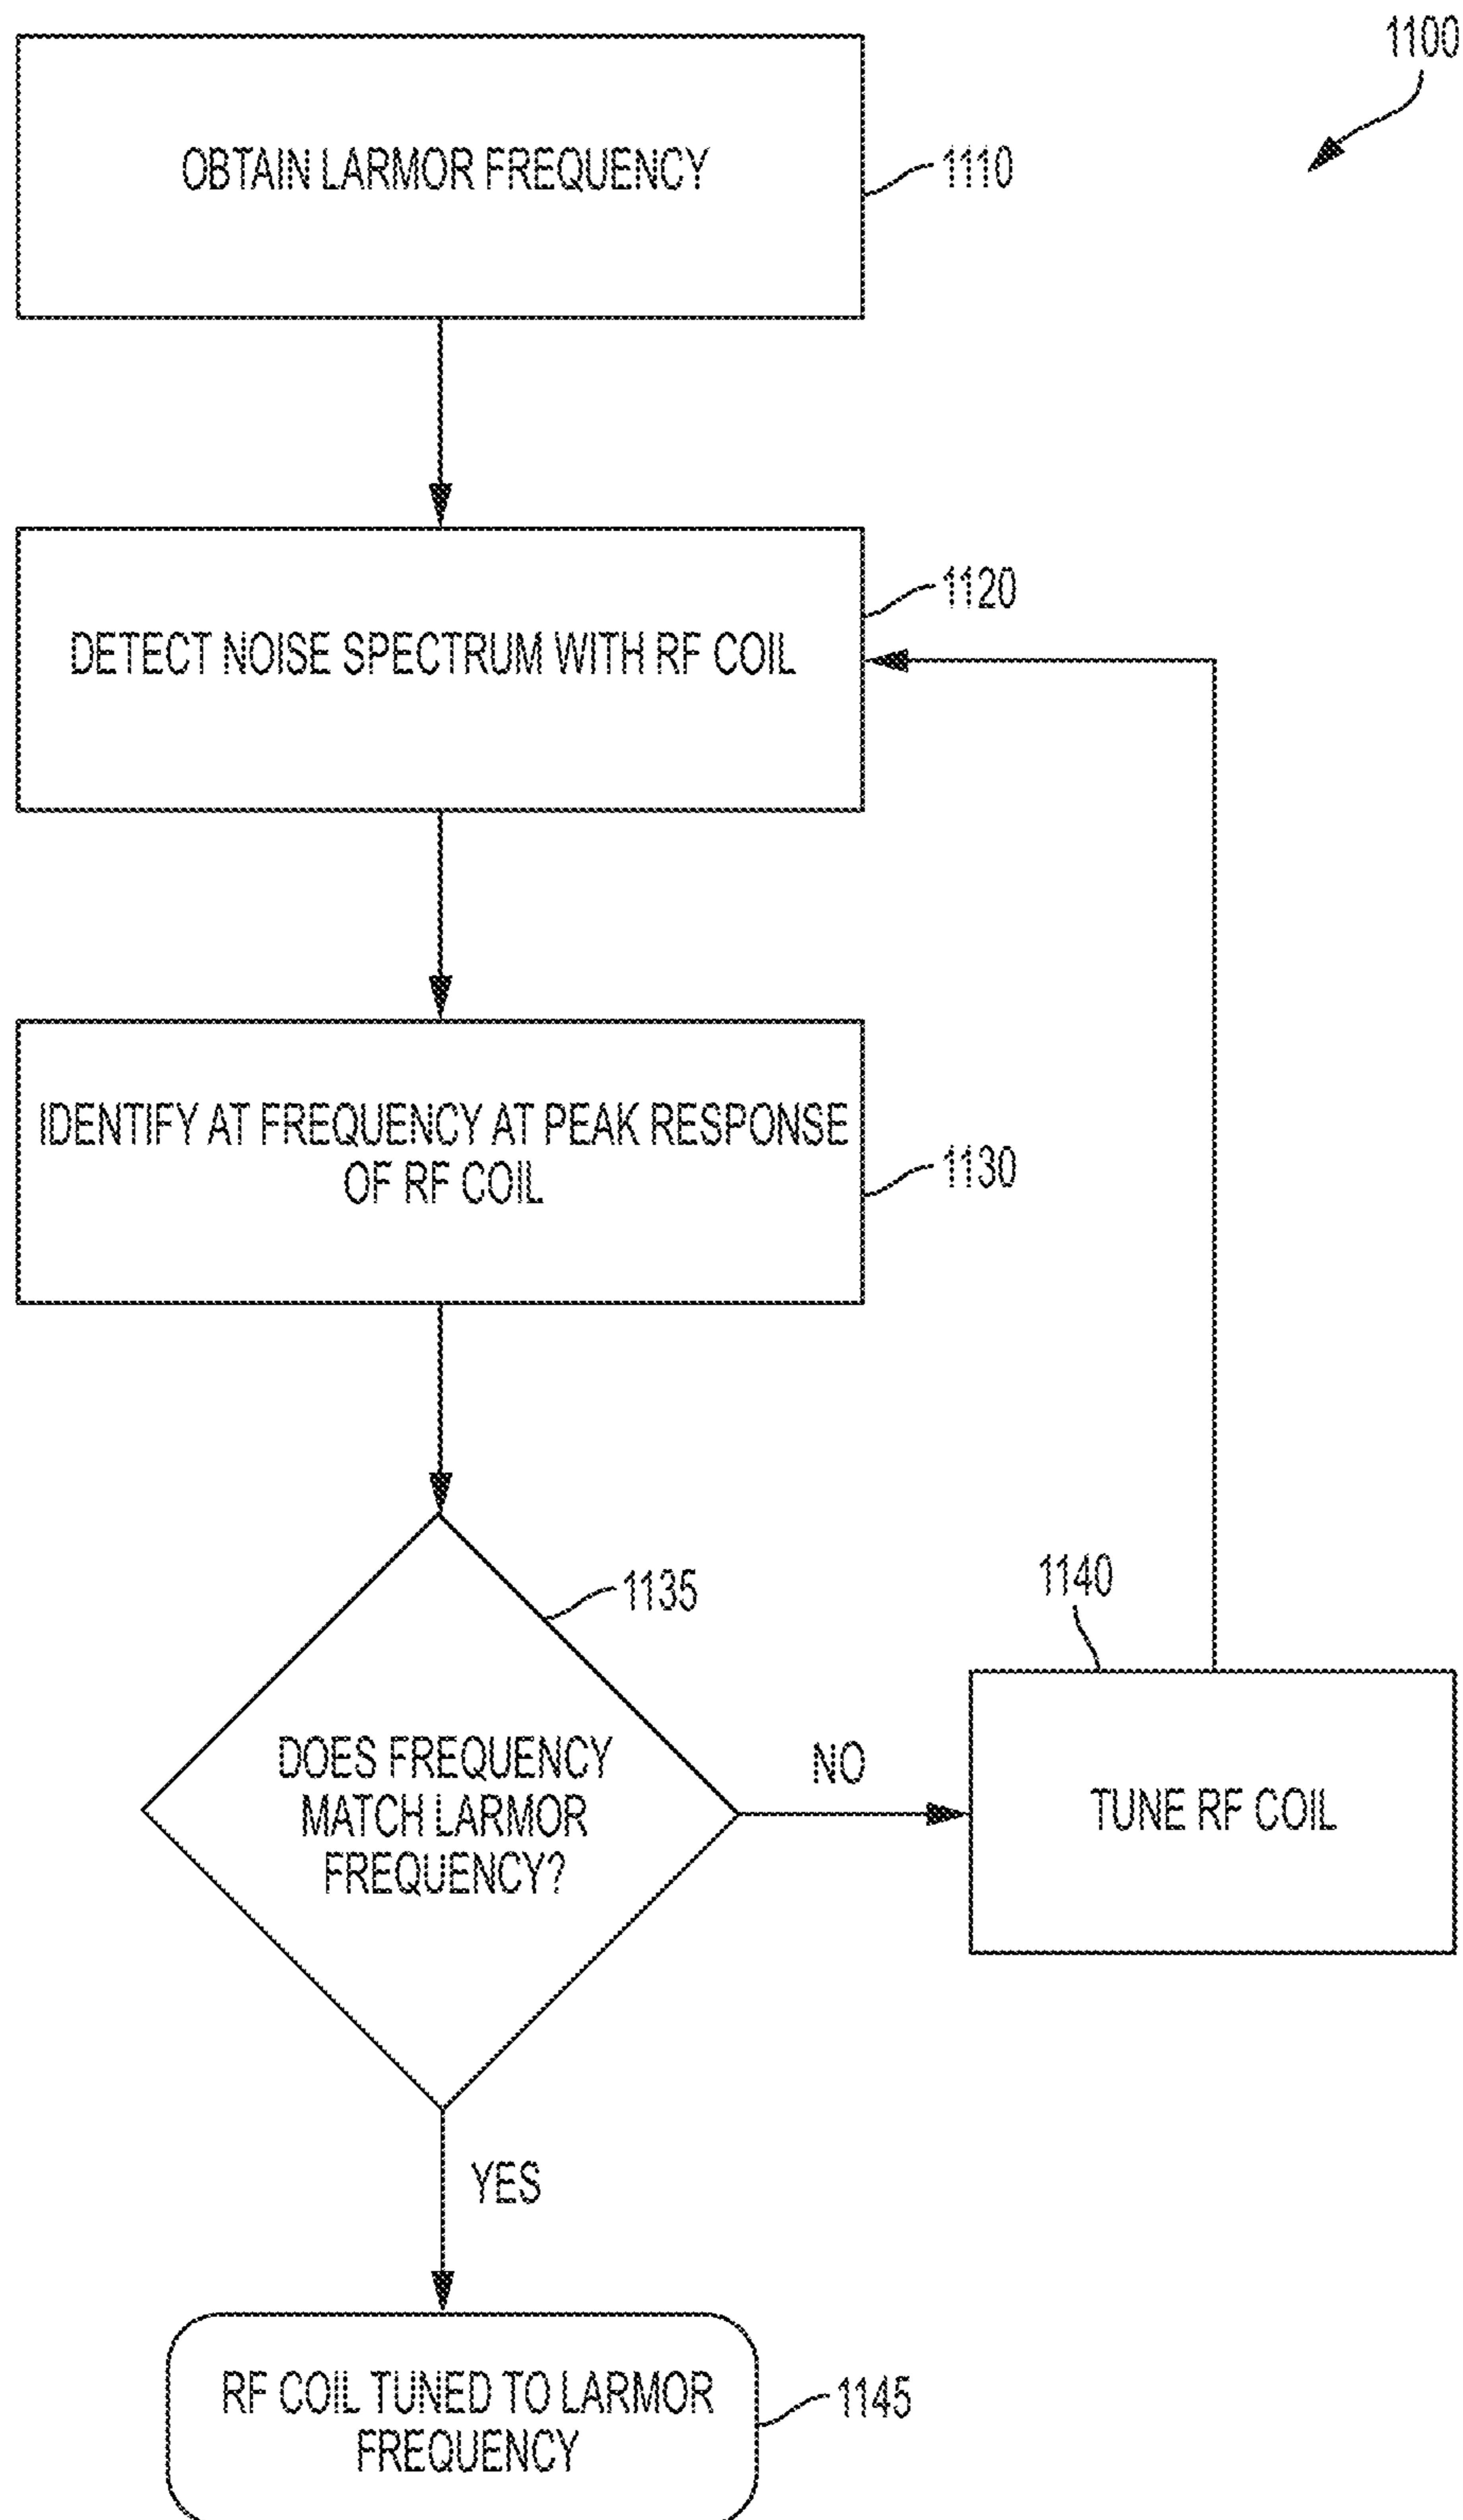 1100
OBTAIN LARMOR FREQUENCY
1110
1120
DETECT NOISE SPECTRUM WITH RF COIL
IDENTIFY AT FREQUENCY AT PEAK RESPONSE
OF RF COIL
1130
1135
1140
DOES FREQUENCY
MATCH LARMOR
FREQUENCY?
NO
TUNE RF COIL
YES
RF COIL TUNED TO LARMOR
FREQUENCY
1145